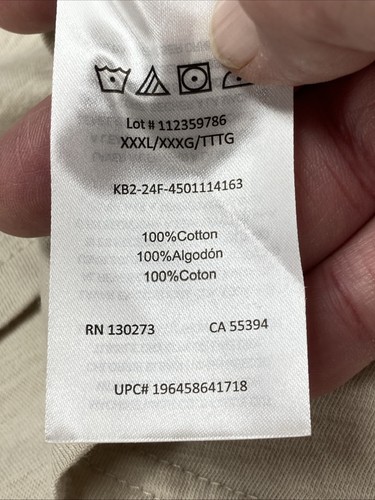 Lot # 112359786
XXXL/XXXG/TTTG
KB2-24F-4501114163
100%Cotton
100%Algodón
100%Coton
RN 130273 CA 55394
UPC# 196458641718